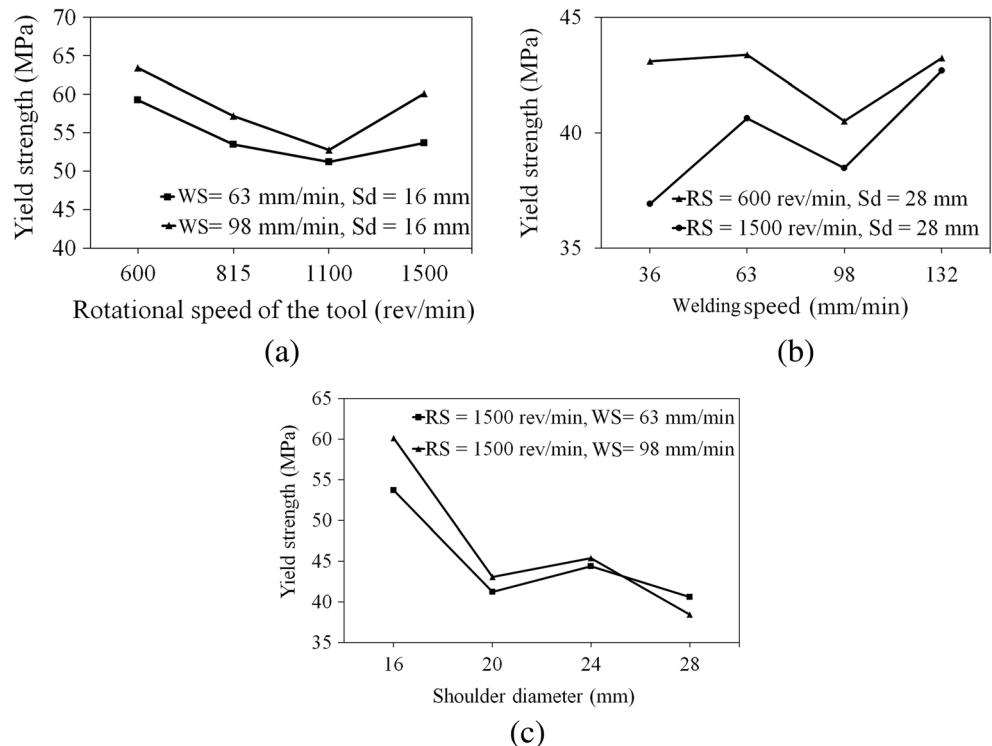 70
65
60
55
50
45
40
Yield strength (MPa)
WS= 63 mm/min, Sd = 16 mm
WS= 98 mm/min, Sd = 16 mm
600 815 1100 1500
Rotational speed of the tool (rev/min)
(a)
45
40
35
Yield strength (MPa)
RS = 600 rev/min, Sd = 28 mm
RS = 1500 rev/min, Sd = 28 mm
36 63 98 132
Welding speed (mm/min)
(b)
65
60
55
50
45
40
35
Yield strength (MPa)
RS = 1500 rev/min, WS= 63 mm/min
RS = 1500 rev/min, WS= 98 mm/min
16 20 24 28
Shoulder diameter (mm)
(c)